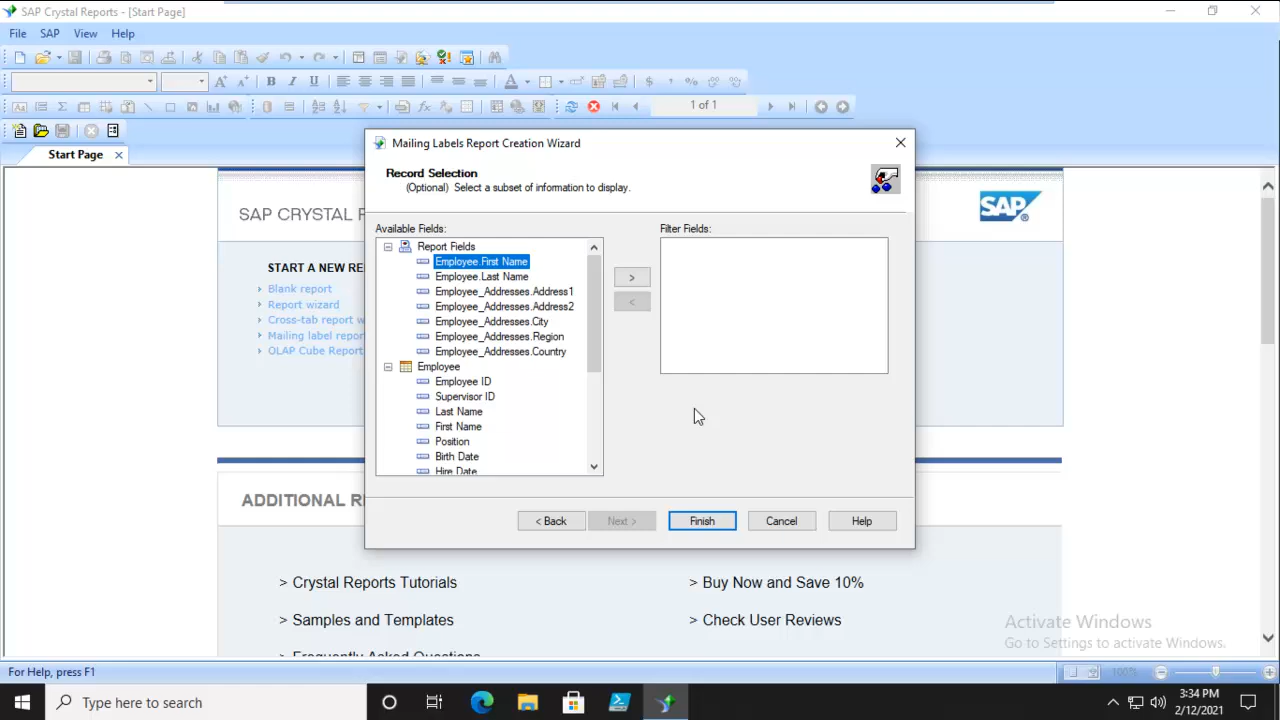 SAP Crystal Reports - [Start Page]
File SAP View Help
1 of 1
Start Page
Mailing Labels Report Creation Wizard
Record Selection
(Optional) Select a subset of information to display.
SAP CRYSTAL R
SAP
Available Fields:
Filter Fields:
Report Fields
Employee.First Name
Employee.Last Name
Employee_Addresses.Address1
Employee_Addresses.Address2
Employee_Addresses.City
Employee_Addresses.Region
Employee_Addresses.Country
Employee
Employee ID
Supervisor ID
Last Name
First Name
Position
Birth Date
Hire Date
>
<
START A NEW RE
Blank report
Report wizard
Cross-tab report w
Mailing label repor
OLAP Cube Report
< Back Next > Finish Cancel Help
ADDITIONAL R
> Crystal Reports Tutorials
> Buy Now and Save 10%
> Samples and Templates
> Check User Reviews
Frequently Asked Questions
Activate Windows
Go to Settings to activate Windows.
For Help, press F1
100%
Type here to search
3:34 PM
2/12/2021